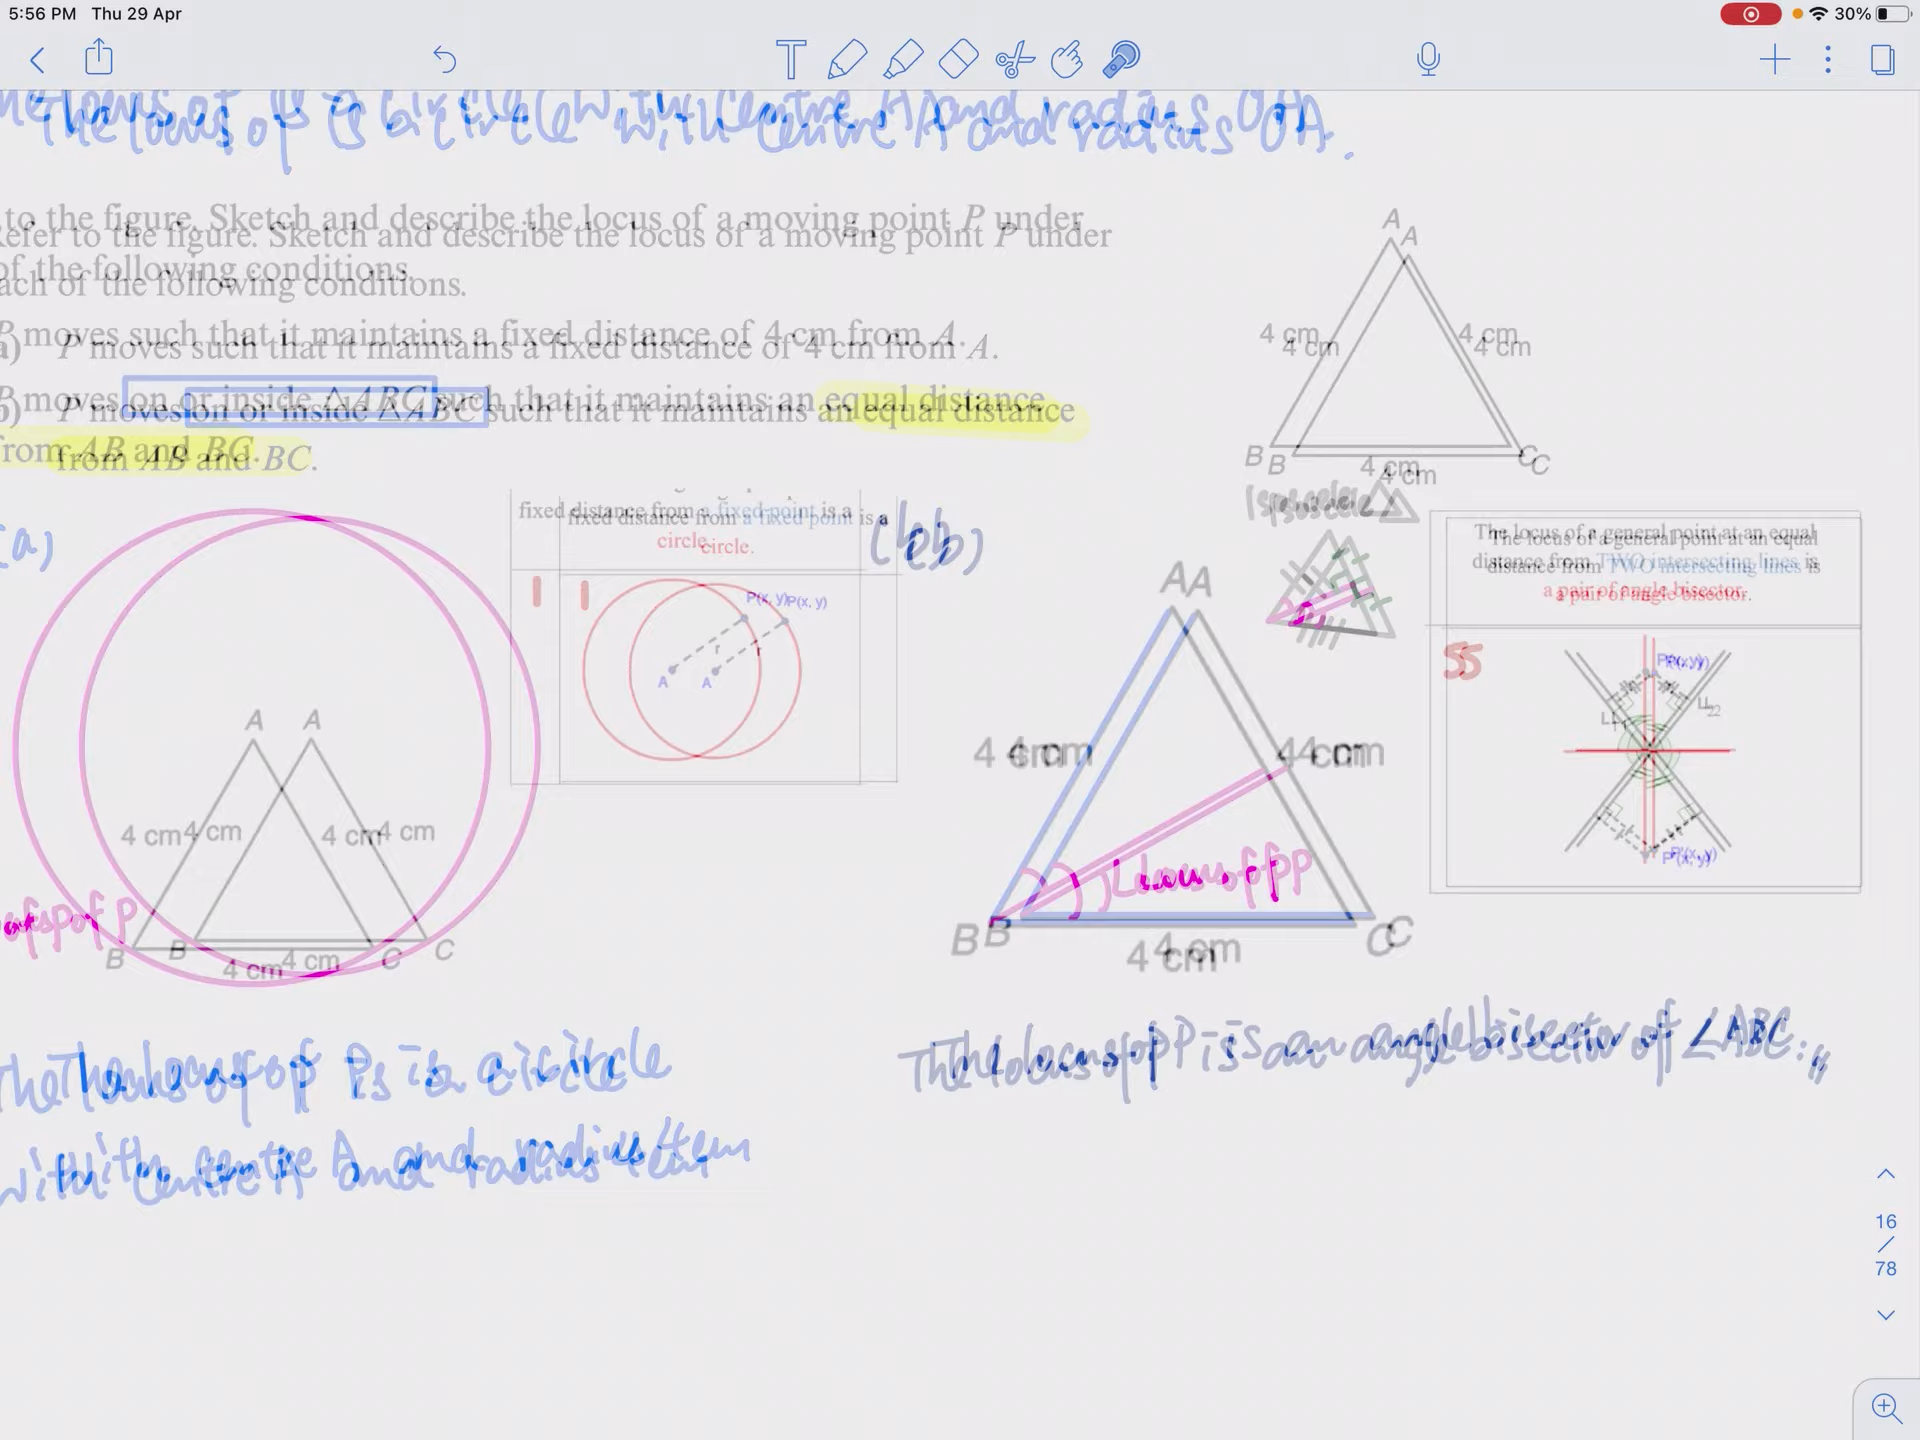 5:56 PM Thu 29 Apr
30%
The locus of is circle with centre A and radius OA.
Refer to the figure. Sketch and describe the locus of a moving point P under
each of the following conditions.
P moves such that it maintains a fixed distance of 4 cm from A.
P moves on or inside △ABC such that it maintains an equal distance
from AB and BC.
A
4 cm
4 cm
B
C
4 cm
(a)
fixed distance from a fixed point is a
circle.
1
P(x, y)
r
A
(b)
Isosceles △
The locus of a general point at an equal
distance from TWO intersecting lines is
a pair of angle bisector.
5
P(x, y)
L1
L2
P'(x, y)
A
4 cm
4 cm
B
C
4 cm
of P
A
4 cm
4 cm
Locus of P
B
C
4 cm
The locus of P is a circle
with centre A and radius 4cm
The locus of P is an angle bisector of ∠ABC.
16
/
78